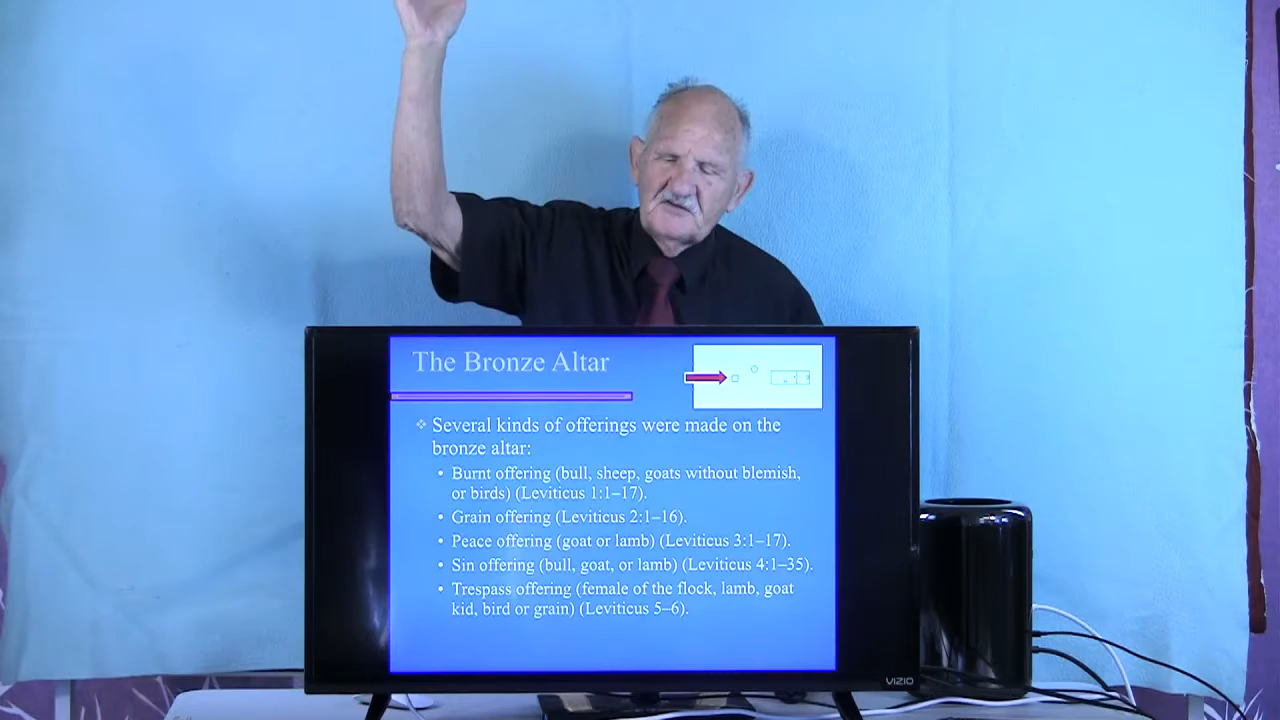 The Bronze Altar
Several kinds of offerings were made on the
bronze altar:
• Burnt offering (bull, sheep, goats without blemish,
or birds) (Leviticus 1:1–17).
• Grain offering (Leviticus 2:1–16).
• Peace offering (goat or lamb) (Leviticus 3:1–17).
• Sin offering (bull, goat, or lamb) (Leviticus 4:1–35).
• Trespass offering (female of the flock, lamb, goat
kid, bird or grain) (Leviticus 5–6).
VIZIO